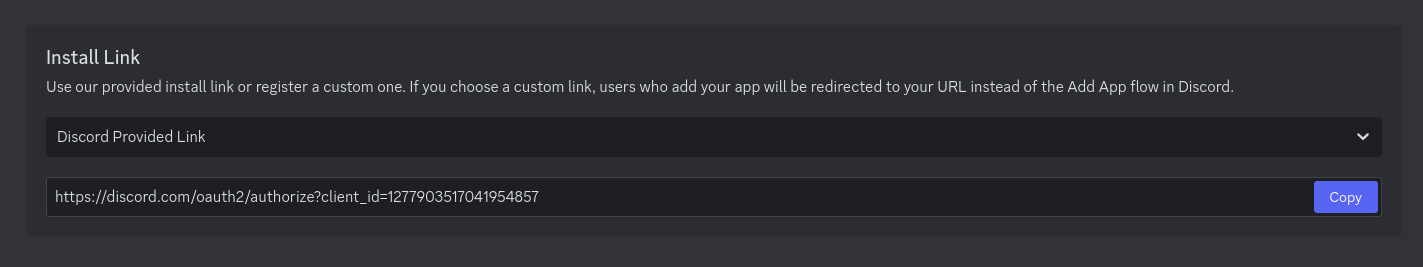 Install Link
Use our provided install link or register a custom one. If you choose a custom link, users who add your app will be redirected to your URL instead of the Add App flow in Discord.
Discord Provided Link
https://discord.com/oauth2/authorize?client_id=1277903517041954857
Copy